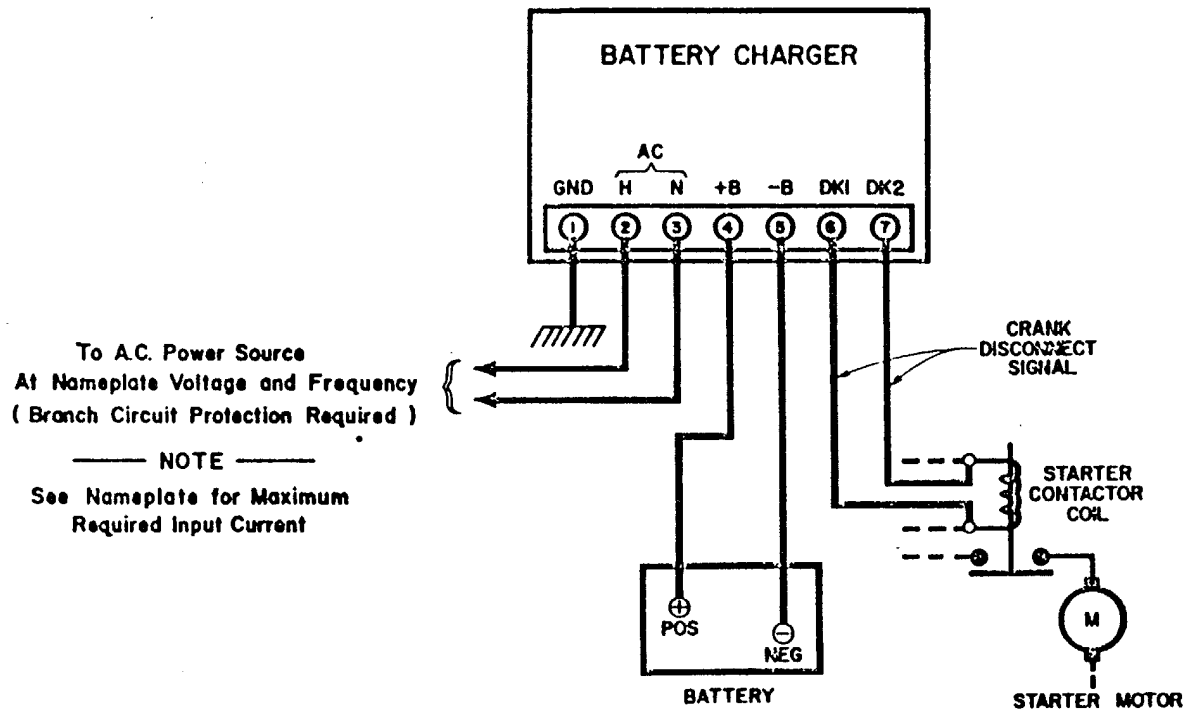 BATTERY CHARGER
AC
GND H N +B -B DK1 DK2
1 2 3 4 5 6 7
CRANK
DISCONNECT
SIGNAL
To A.C. Power Source
At Nameplate Voltage and Frequency
( Branch Circuit Protection Required )
NOTE
See Nameplate for Maximum
Required Input Current
STARTER
CONTACTOR
COIL
+
POS
-
NEG
BATTERY
M
STARTER MOTOR